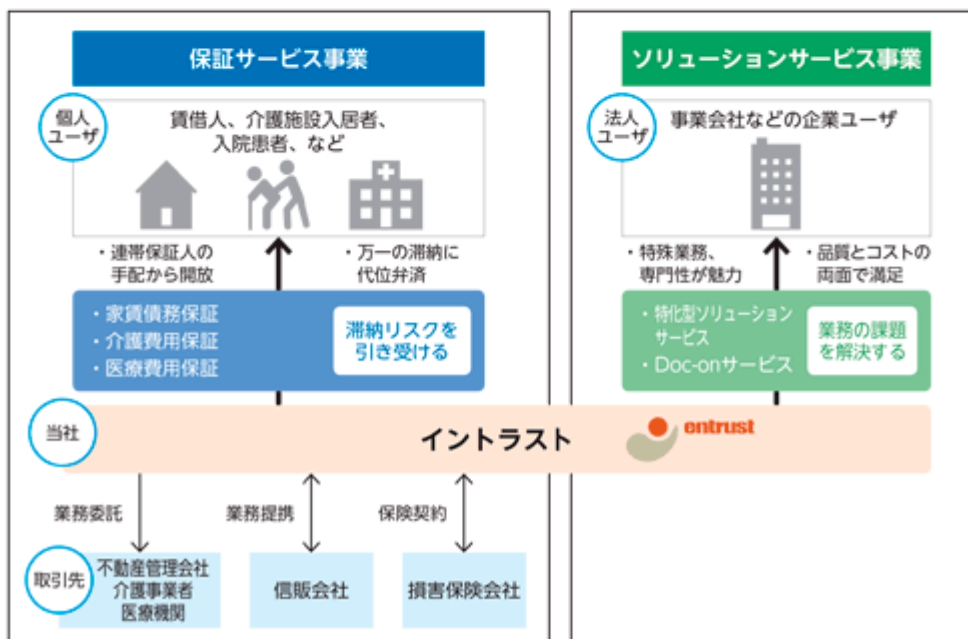 保証サービス事業
個人
ユーザ
賃借人、介護施設入居者、
入院患者、など
・連帯保証人の
手配から開放
・万一の滞納に
代位弁済
・家賃債務保証
・介護費用保証
・医療費用保証
滞納リスクを
引き受ける
ソリューションサービス事業
法人
ユーザ
事業会社などの企業ユーザ
・特殊業務、
専門性が魅力
・品質とコストの
両面で満足
・特化型ソリューション
サービス
・Doc-onサービス
業務の課題
を解決する
当社
イントラスト
entrust
業務委託
業務提携
保険契約
取引先
不動産管理会社
介護事業者
医療機関
信販会社
損害保険会社